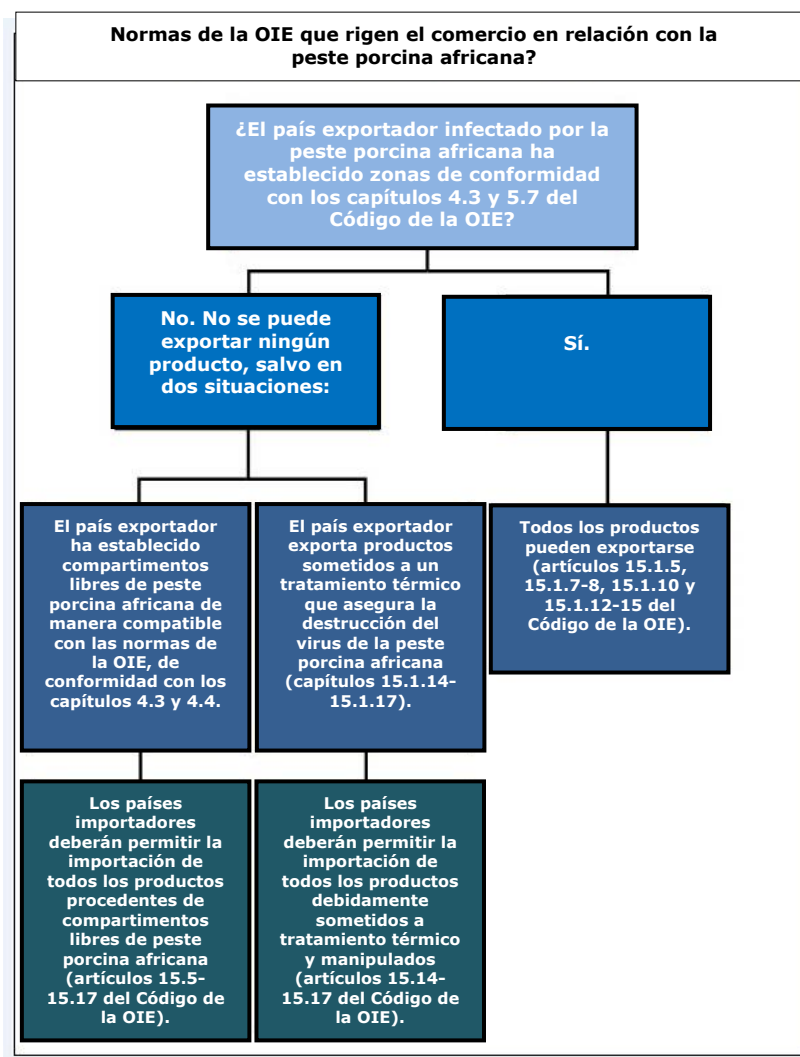 Normas de la OIE que rigen el comercio en relación con la
peste porcina africana?
¿El país exportador infectado por la
peste porcina africana ha
establecido zonas de conformidad
con los capítulos 4.3 y 5.7 del
Código de la OIE?
No. No se puede
exportar ningún
producto, salvo en
dos situaciones:
Sí.
El país exportador
ha establecido
compartimentos
libres de peste
porcina africana de
manera compatible
con las normas de
la OIE, de
conformidad con los
capítulos 4.3 y 4.4.
El país exportador
exporta productos
sometidos a un
tratamiento térmico
que asegura la
destrucción del
virus de la peste
porcina africana
(capítulos 15.1.14-
15.1.17).
Todos los productos
pueden exportarse
(artículos 15.1.5,
15.1.7-8, 15.1.10 y
15.1.12-15 del
Código de la OIE).
Los países
importadores
deberán permitir la
importación de
todos los productos
procedentes de
compartimentos
libres de peste
porcina africana
(artículos 15.5-
15.17 del Código de
la OIE).
Los países
importadores
deberán permitir la
importación de
todos los productos
debidamente
sometidos a
tratamiento térmico
y manipulados
(artículos 15.14-
15.17 del Código de
la OIE).